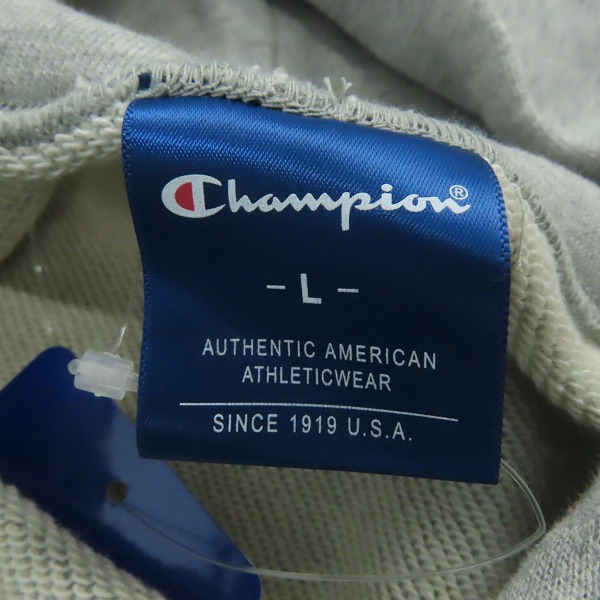 Champion®
- L -
AUTHENTIC AMERICAN
ATHLETICWEAR
SINCE 1919 U.S.A.